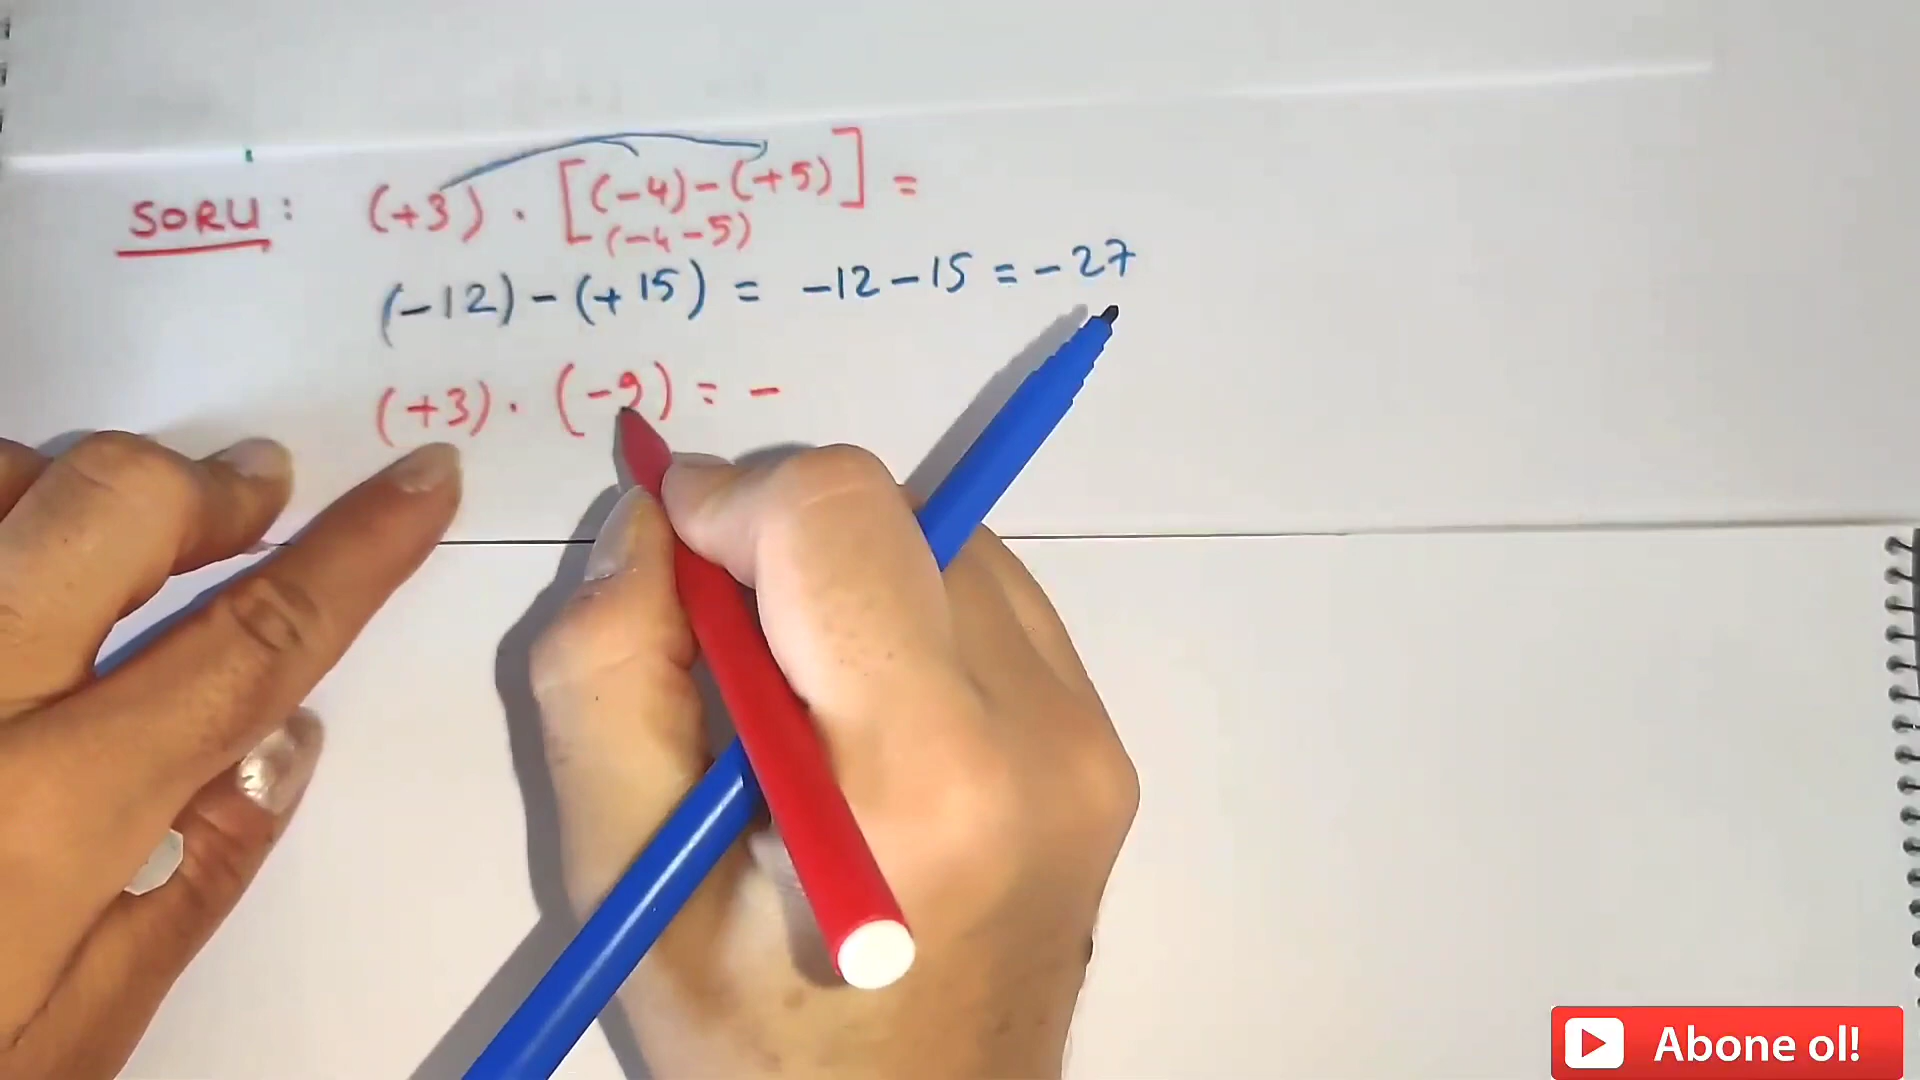 SORU: (+3) . [(-4)-(+5)] =
(-4-5)
(-12)-(+15) = -12-15 = -27
(+3) . (-9) = -
Abone ol!